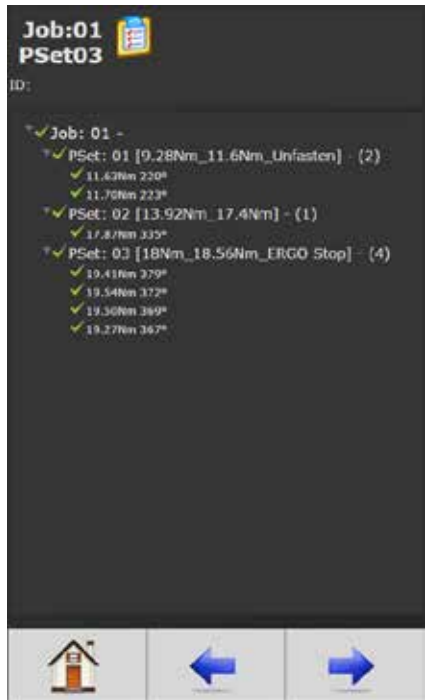 Job:01
PSet03
ID:
Job: 01 -
PSet: 01 [9.28Nm_11.6Nm_Unfasten] - (2)
11.63Nm 220°
11.70Nm 223°
PSet: 02 [13.92Nm_17.4Nm] - (1)
17.87Nm 335°
PSet: 03 [18Nm_18.56Nm_ERGO Stop] - (4)
19.41Nm 379°
19.54Nm 372°
19.30Nm 369°
19.27Nm 367°